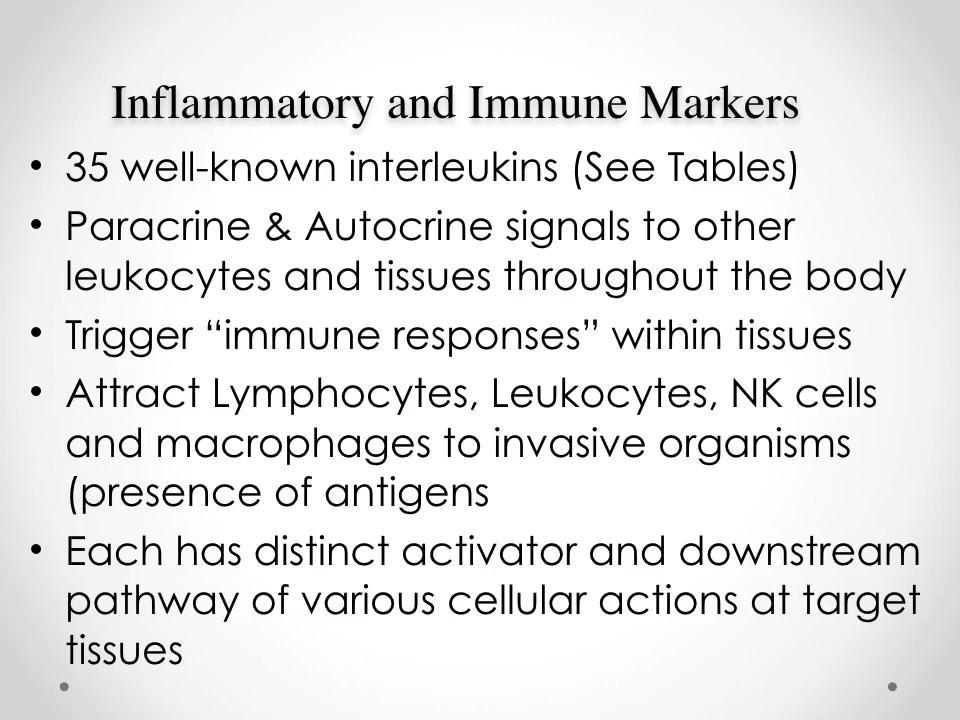 Inflammatory and Immune Markers
• 35 well-known interleukins (See Tables)
• Paracrine & Autocrine signals to other
leukocytes and tissues throughout the body
• Trigger “immune responses” within tissues
• Attract Lymphocytes, Leukocytes, NK cells
and macrophages to invasive organisms
(presence of antigens
• Each has distinct activator and downstream
pathway of various cellular actions at target
tissues